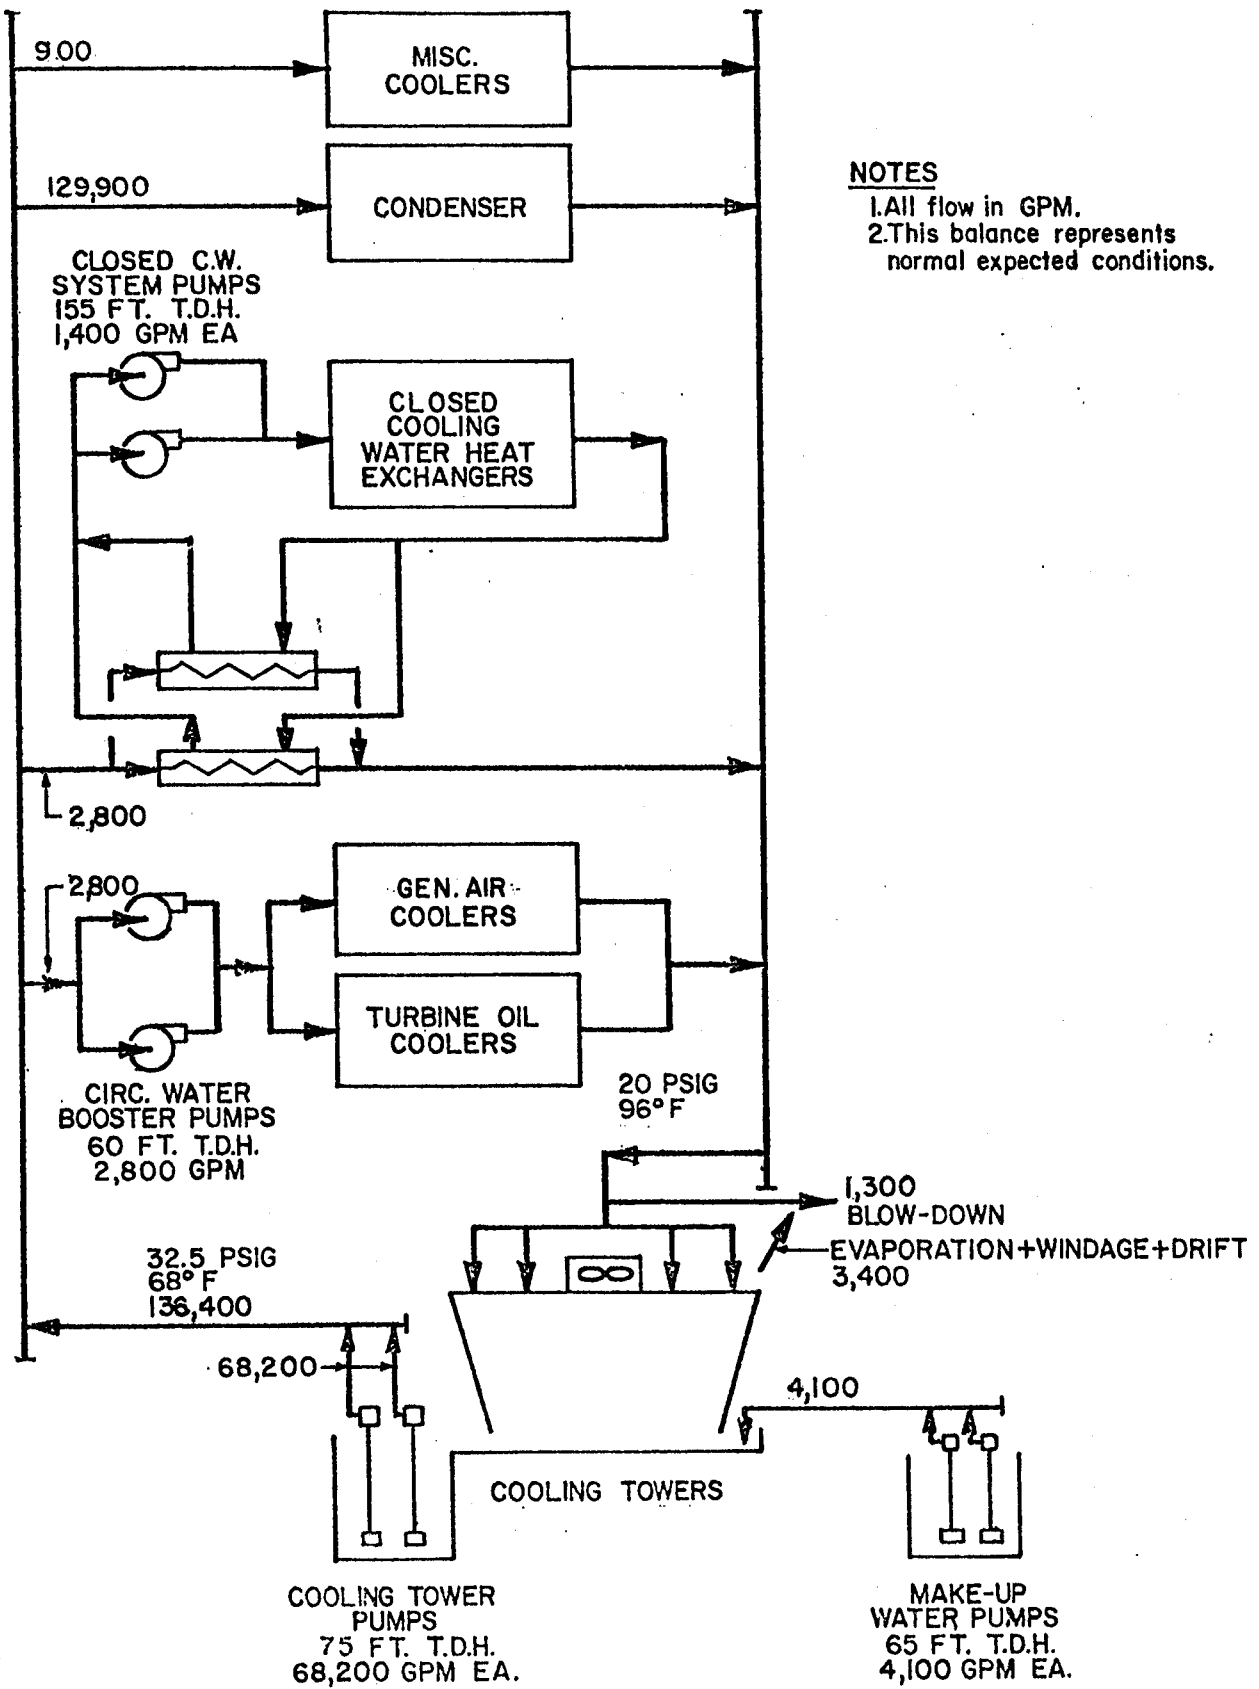 900
MISC.
COOLERS
129,900
CONDENSER
NOTES
1.All flow in GPM.
2.This balance represents
normal expected conditions.
CLOSED C.W.
SYSTEM PUMPS
155 FT. T.D.H.
1,400 GPM EA
CLOSED
COOLING
WATER HEAT
EXCHANGERS
2,800
2,800
GEN. AIR
COOLERS
TURBINE OIL
COOLERS
CIRC. WATER
BOOSTER PUMPS
60 FT. T.D.H.
2,800 GPM
20 PSIG
96°F
1,300
BLOW-DOWN
EVAPORATION+WINDAGE+DRIFT
3,400
32.5 PSIG
68°F
136,400
68,200
4,100
COOLING TOWERS
COOLING TOWER
PUMPS
75 FT. T.D.H.
68,200 GPM EA.
MAKE-UP
WATER PUMPS
65 FT. T.D.H.
4,100 GPM EA.